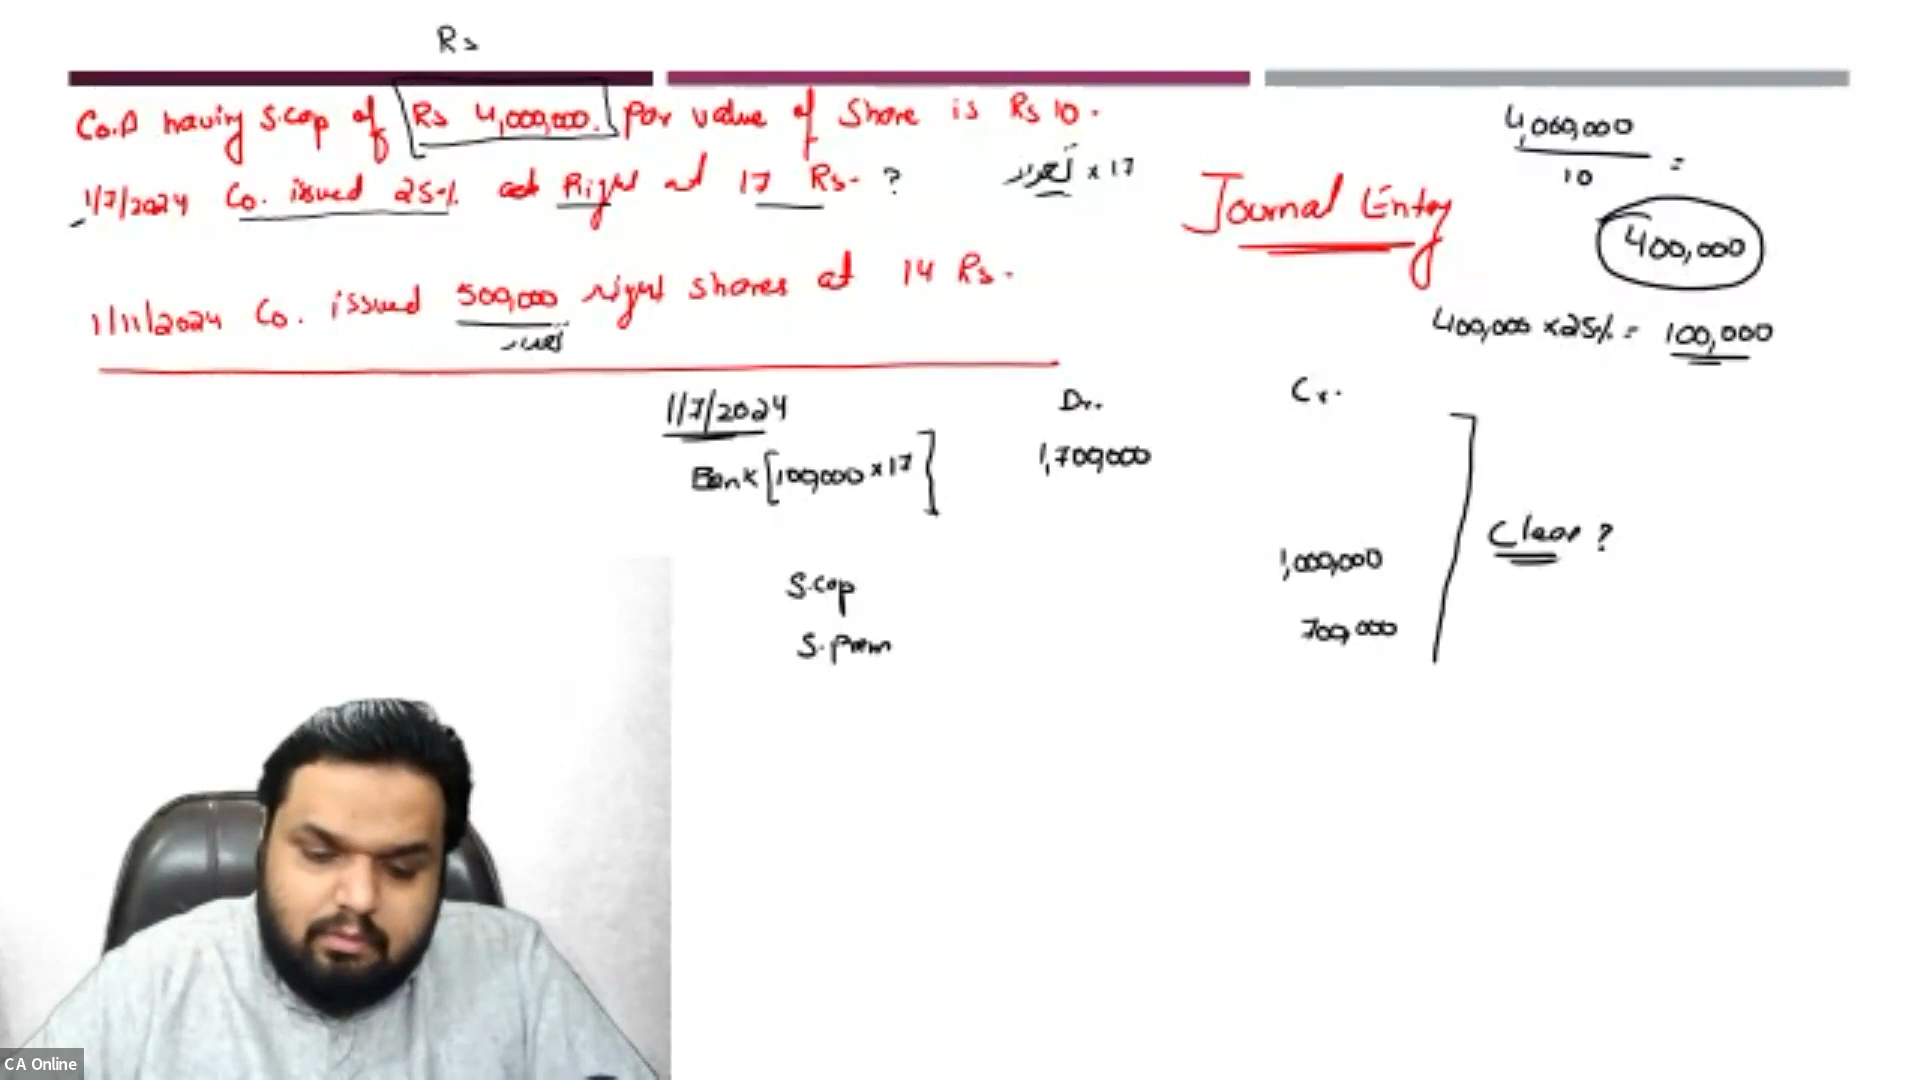 Rs
Co.A having S.cap of Rs 4,000,000. Par value of Share is Rs 10.
1/7/2024 Co. issued 25% Right at 17 Rs. ?
تعداد x 17
1/11/2024 Co. issued 500,000 right shares at 14 Rs.
تعداد
Journal Entry
4,000,000
10
=
400,000
400,000 x 25% = 100,000
1/7/2024 Dr. Cr.
Bank [100,000 x 17] 1,700,000
S.cap 1,000,000
S.prem 700,000
Clear ?
CA Online